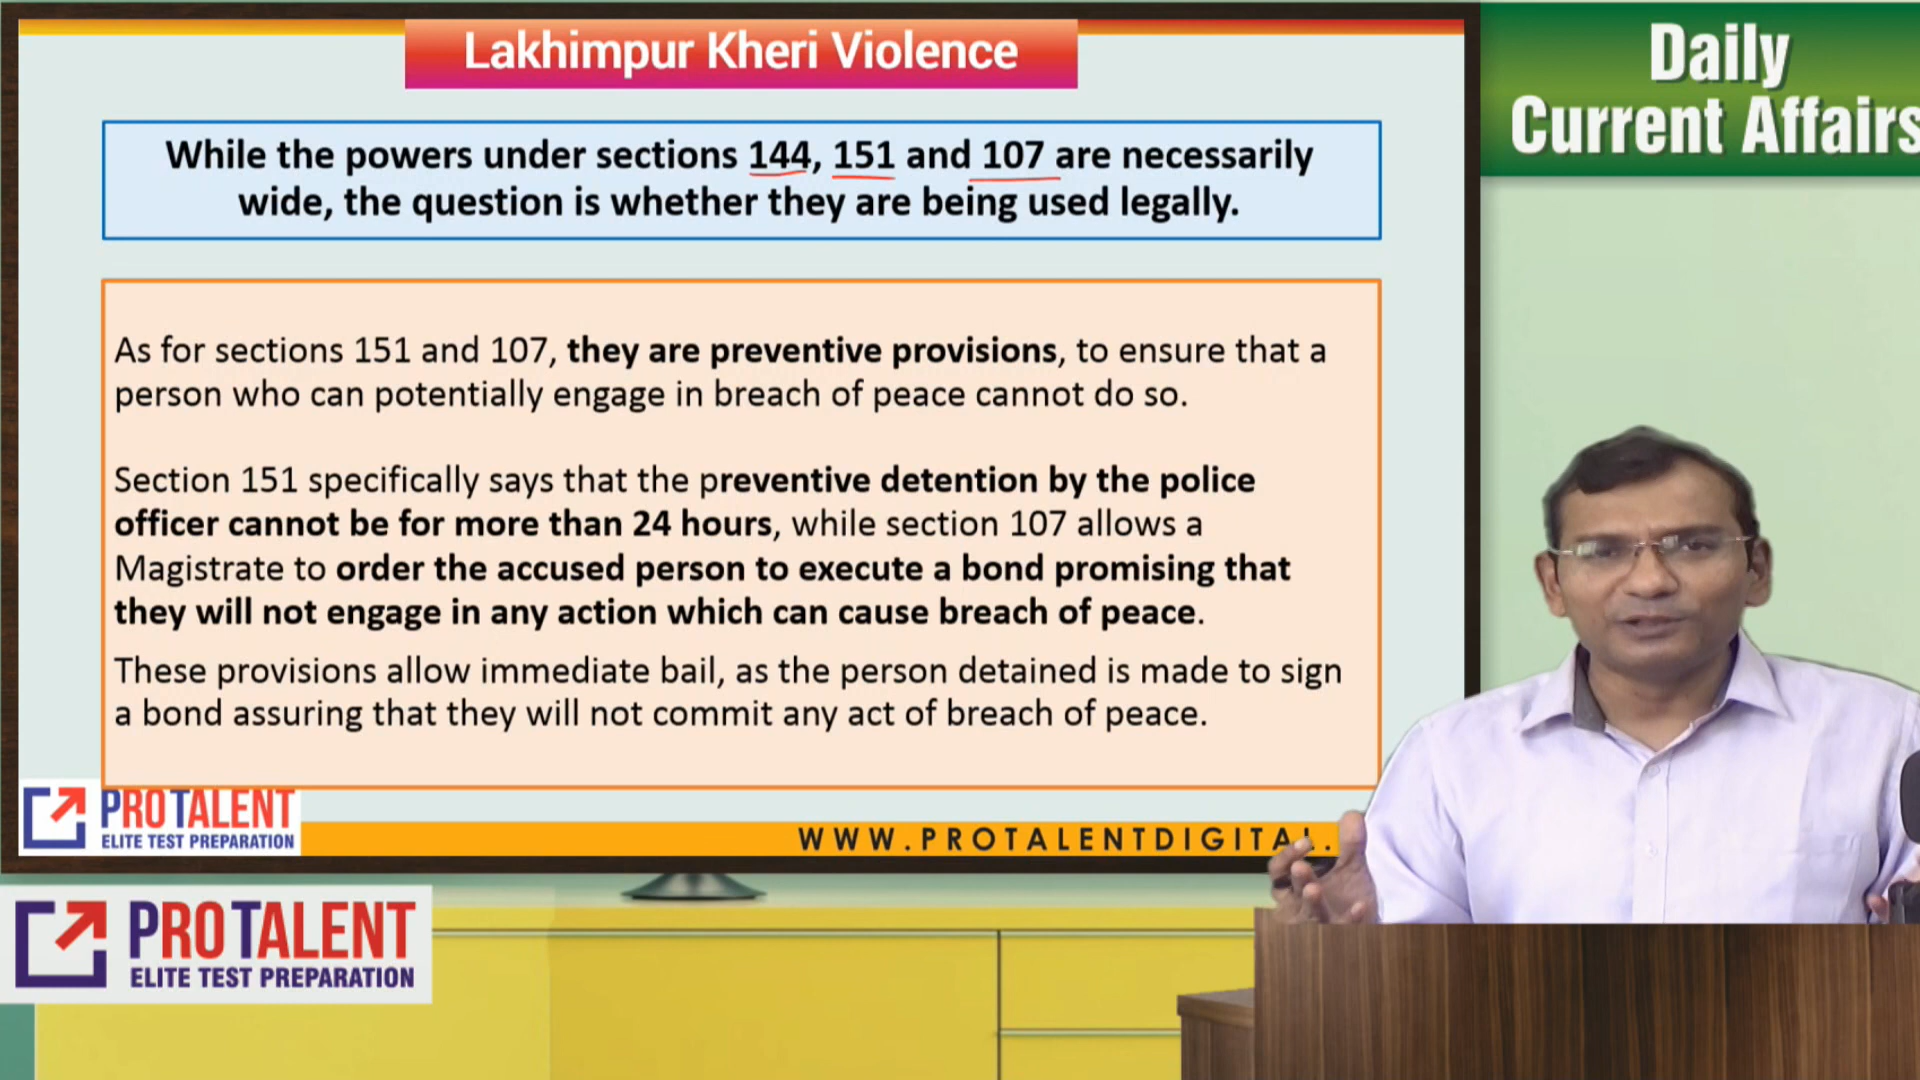 Lakhimpur Kheri Violence
Daily
Current Affairs
While the powers under sections 144, 151 and 107 are necessarily
wide, the question is whether they are being used legally.
As for sections 151 and 107, they are preventive provisions, to ensure that a
person who can potentially engage in breach of peace cannot do so.
Section 151 specifically says that the preventive detention by the police
officer cannot be for more than 24 hours, while section 107 allows a
Magistrate to order the accused person to execute a bond promising that
they will not engage in any action which can cause breach of peace.
These provisions allow immediate bail, as the person detained is made to sign
a bond assuring that they will not commit any act of breach of peace.
PROTALENT
ELITE TEST PREPARATION
WWW.PROTALENTDIGITAL.
PROTALENT
ELITE TEST PREPARATION